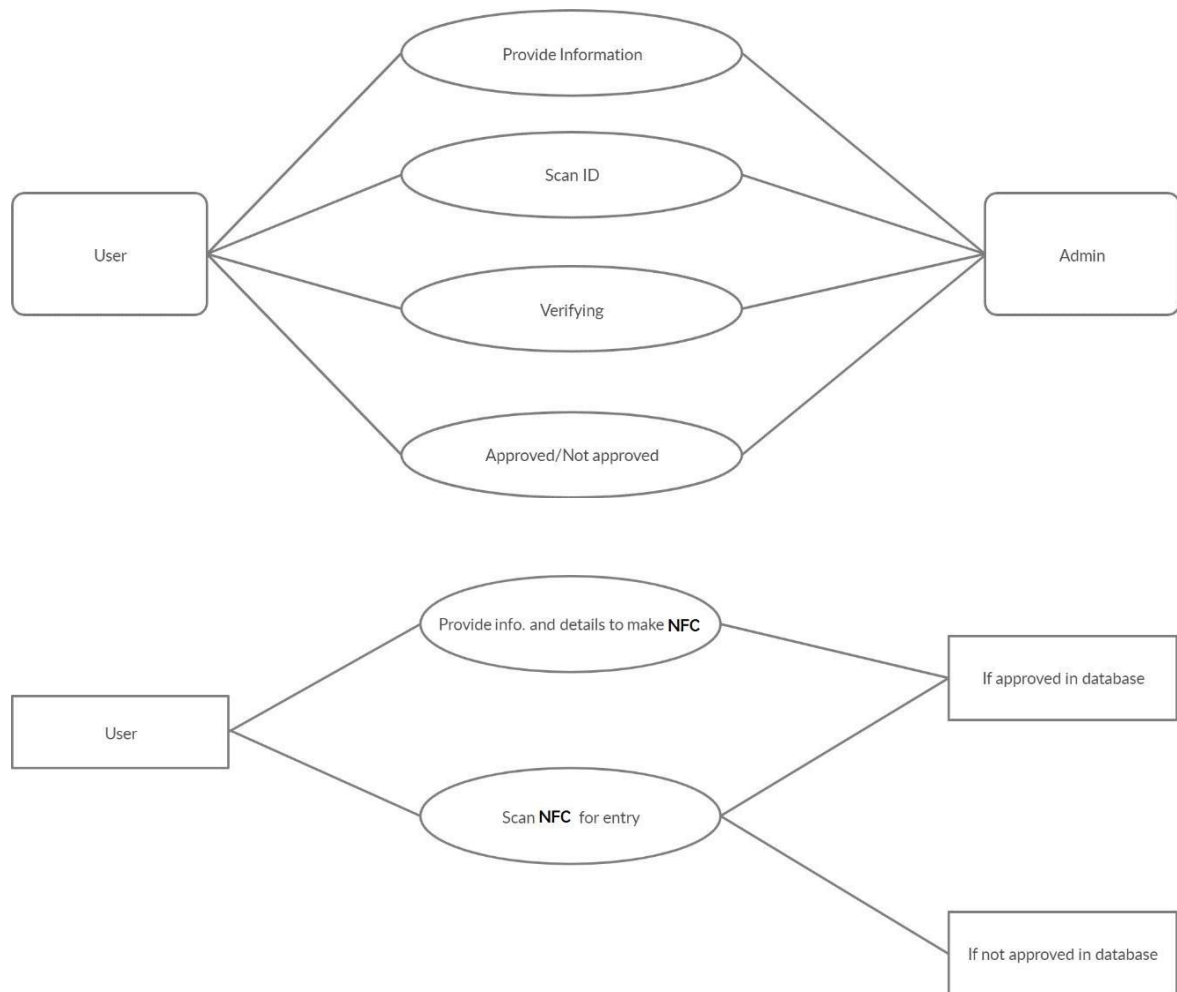 Provide Information
Scan ID
User
Admin
Verifying
Approved/Not approved
Provide info. and details to make NFC
If approved in database
User
Scan NFC for entry
If not approved in database